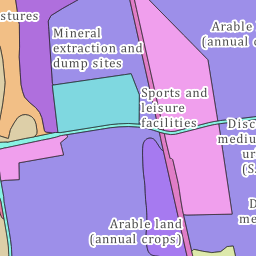 stures
Mineral
extraction and
dump sites
Arable
(annual c
Sports and
leisure
facilities
Disc
medi
ur
(S.
Arable land
(annual crops)
D
me